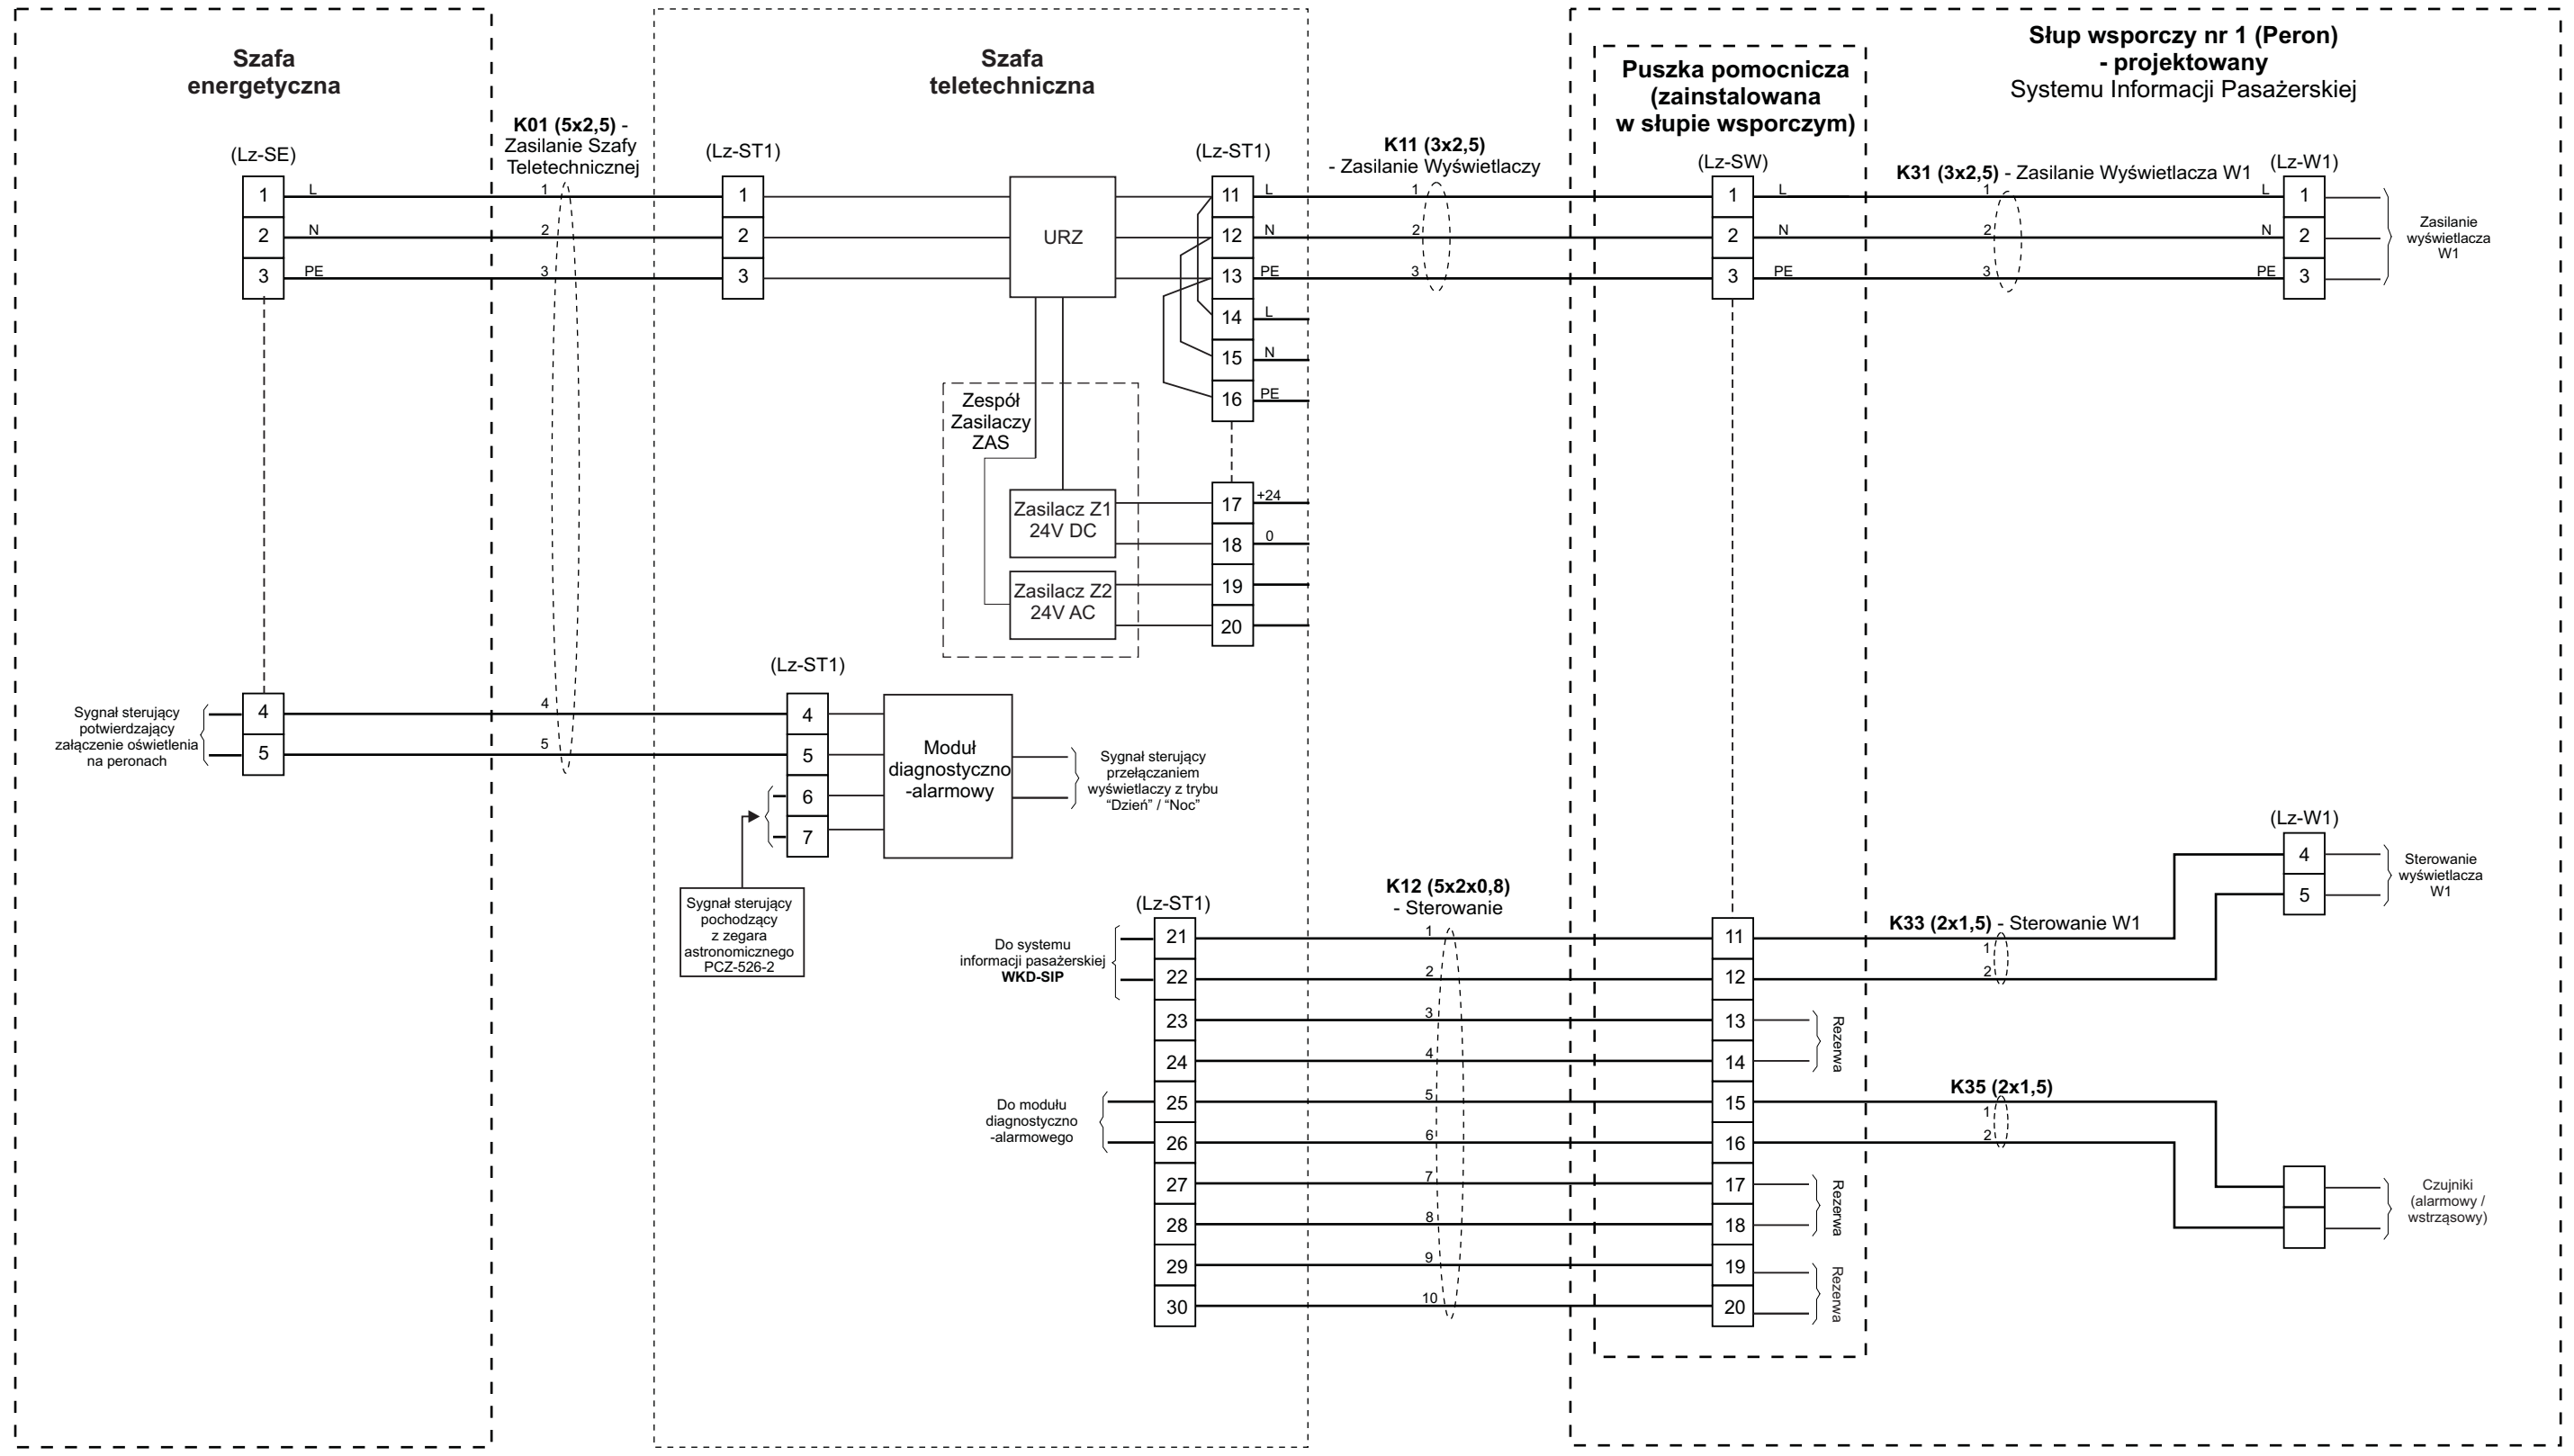 Szafa
energetyczna
(Lz-SE)
1
2
3
L
N
PE
Sygnał sterujący
potwierdzający
załączenie oświetlenia
na peronach
4
5
K01 (5x2,5) -
Zasilanie Szafy
Teletechnicznej
1
2
3
4
5
Szafa
teletechniczna
(Lz-ST1)
1
2
3
URZ
Zespół
Zasilaczy
ZAS
Zasilacz Z1
24V DC
Zasilacz Z2
24V AC
(Lz-ST1)
11
12
13
14
15
16
17
18
19
20
L
N
PE
L
N
PE
+24
0
(Lz-ST1)
4
5
6
7
Moduł
diagnostyczno
-alarmowy
Sygnał sterujący
przełączaniem
wyświetlaczy z trybu
“Dzień” / “Noc”
Sygnał sterujący
pochodzący
z zegara
astronomicznego
PCZ-526-2
(Lz-ST1)
Do systemu
informacji pasażerskiej
WKD-SIP
Do modułu
diagnostyczno
-alarmowego
21
22
23
24
25
26
27
28
29
30
K11 (3x2,5)
- Zasilanie Wyświetlaczy
1
2
3
K12 (5x2x0,8)
- Sterowanie
1
2
3
4
5
6
7
8
9
10
Słup wsporczy nr 1 (Peron)
- projektowany
Systemu Informacji Pasażerskiej
Puszka pomocnicza
(zainstalowana
w słupie wsporczym)
(Lz-SW)
1
2
3
L
N
PE
11
12
13
14
15
16
17
18
19
20
Rezerwa
Rezerwa
Rezerwa
K31 (3x2,5) - Zasilanie Wyświetlacza W1
1
2
3
L
N
PE
(Lz-W1)
1
2
3
Zasilanie
wyświetlacza
W1
K33 (2x1,5) - Sterowanie W1
1
2
(Lz-W1)
4
5
Sterowanie
wyświetlacza
W1
K35 (2x1,5)
1
2
Czujniki
(alarmowy /
wstrząsowy)